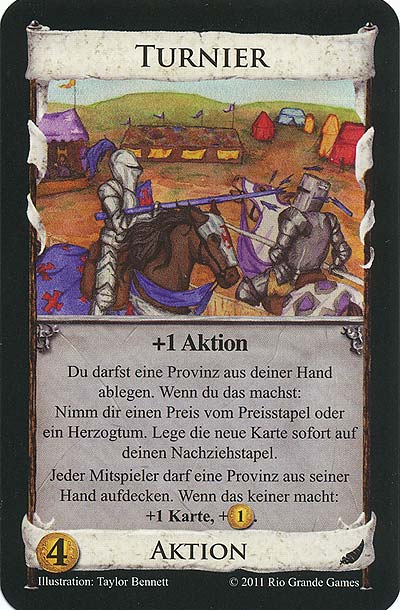 TURNIER
+1 Aktion
Du darfst eine Provinz aus deiner Hand
ablegen. Wenn du das machst:
Nimm dir einen Preis vom Preisstapel oder
ein Herzogtum. Lege die neue Karte sofort auf
deinen Nachziehstapel.
Jeder Mitspieler darf eine Provinz aus seiner
Hand aufdecken. Wenn das keiner macht:
+1 Karte, +1.
4
AKTION
Illustration: Taylor Bennett
© 2011 Rio Grande Games